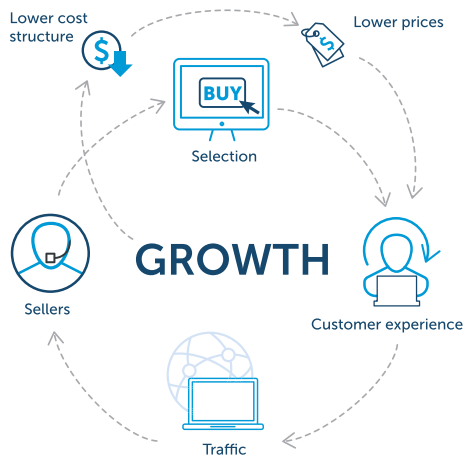 Lower cost
structure
Lower prices
$
$
BUY
Selection
GROWTH
Sellers
Customer experience
Traffic